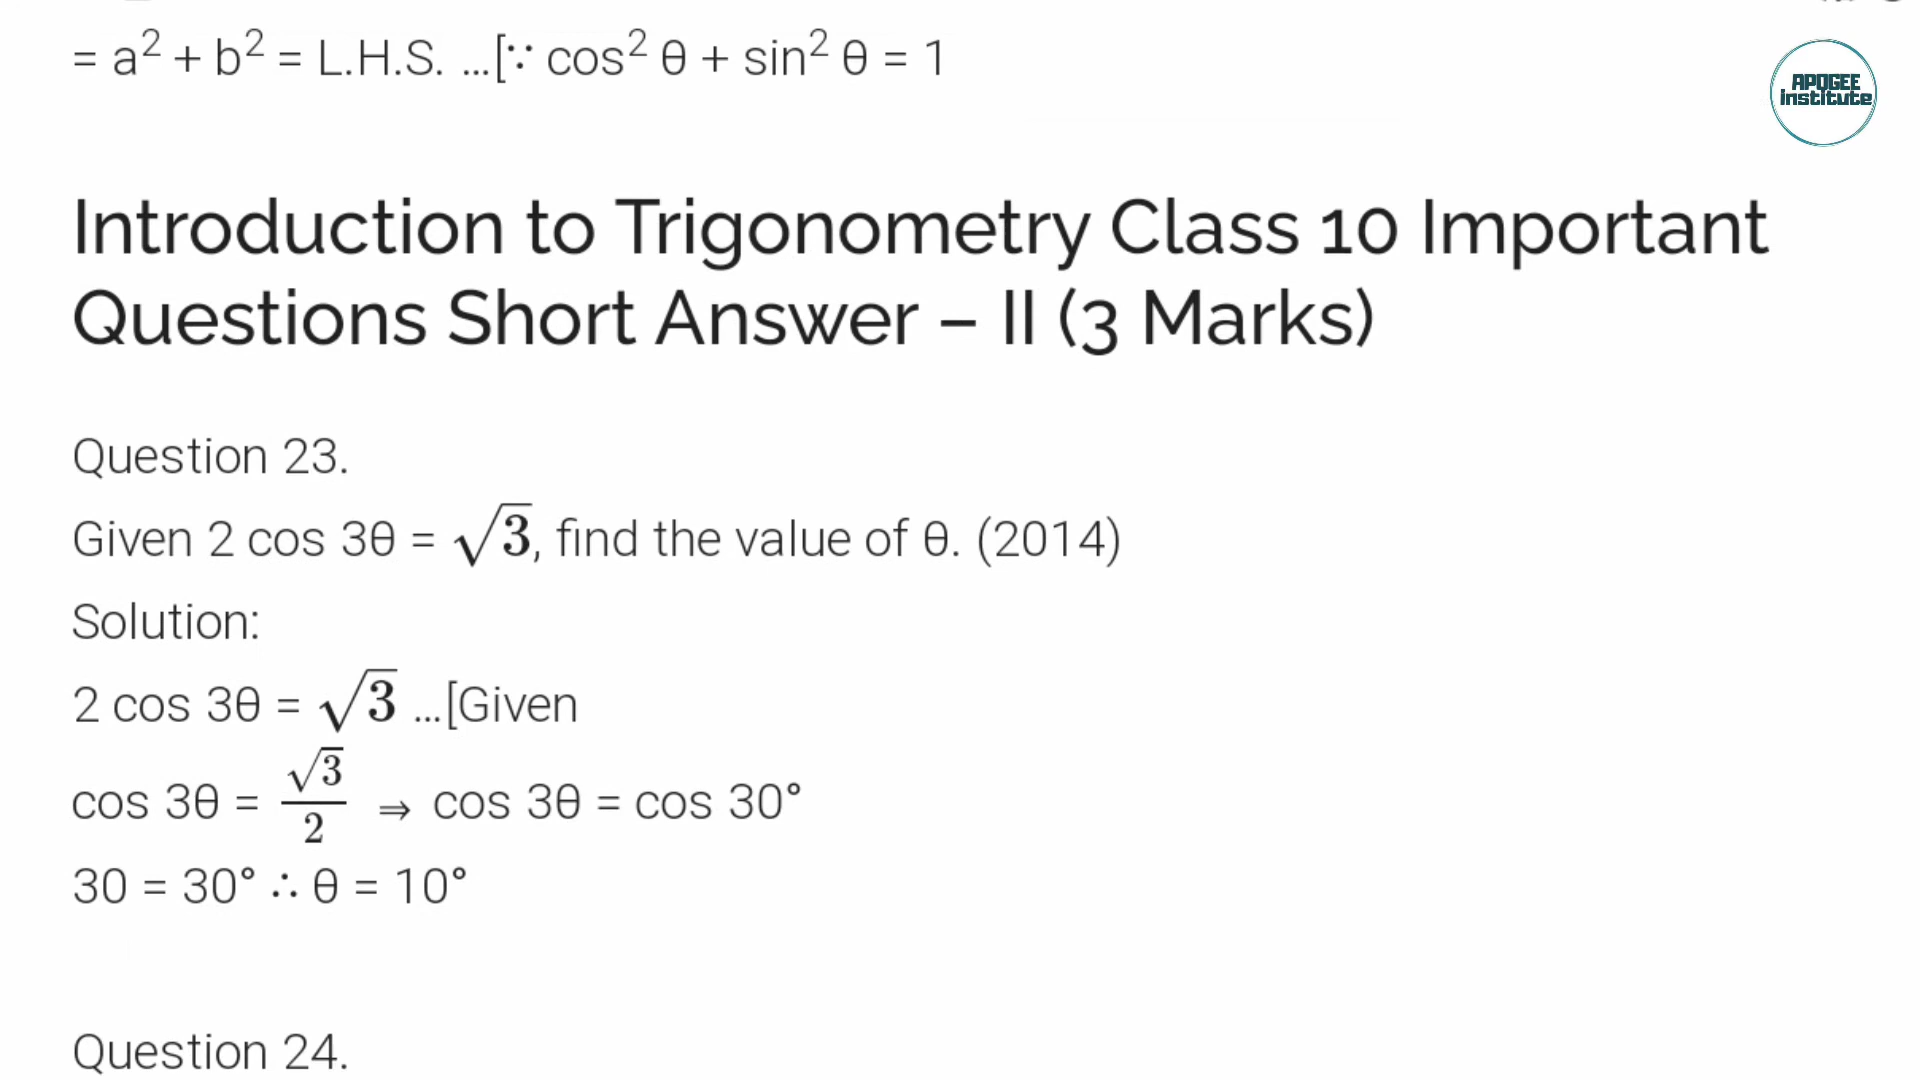 = a² + b² = L.H.S. …[∵ cos² θ + sin² θ = 1
APOGEE
institute
Introduction to Trigonometry Class 10 Important
Questions Short Answer – II (3 Marks)
Question 23.
Given 2 cos 3θ = √3, find the value of θ. (2014)
Solution:
2 cos 3θ = √3 …[Given
cos 3θ = √3/2 ⇒ cos 3θ = cos 30°
30 = 30° ∴ θ = 10°
Question 24.